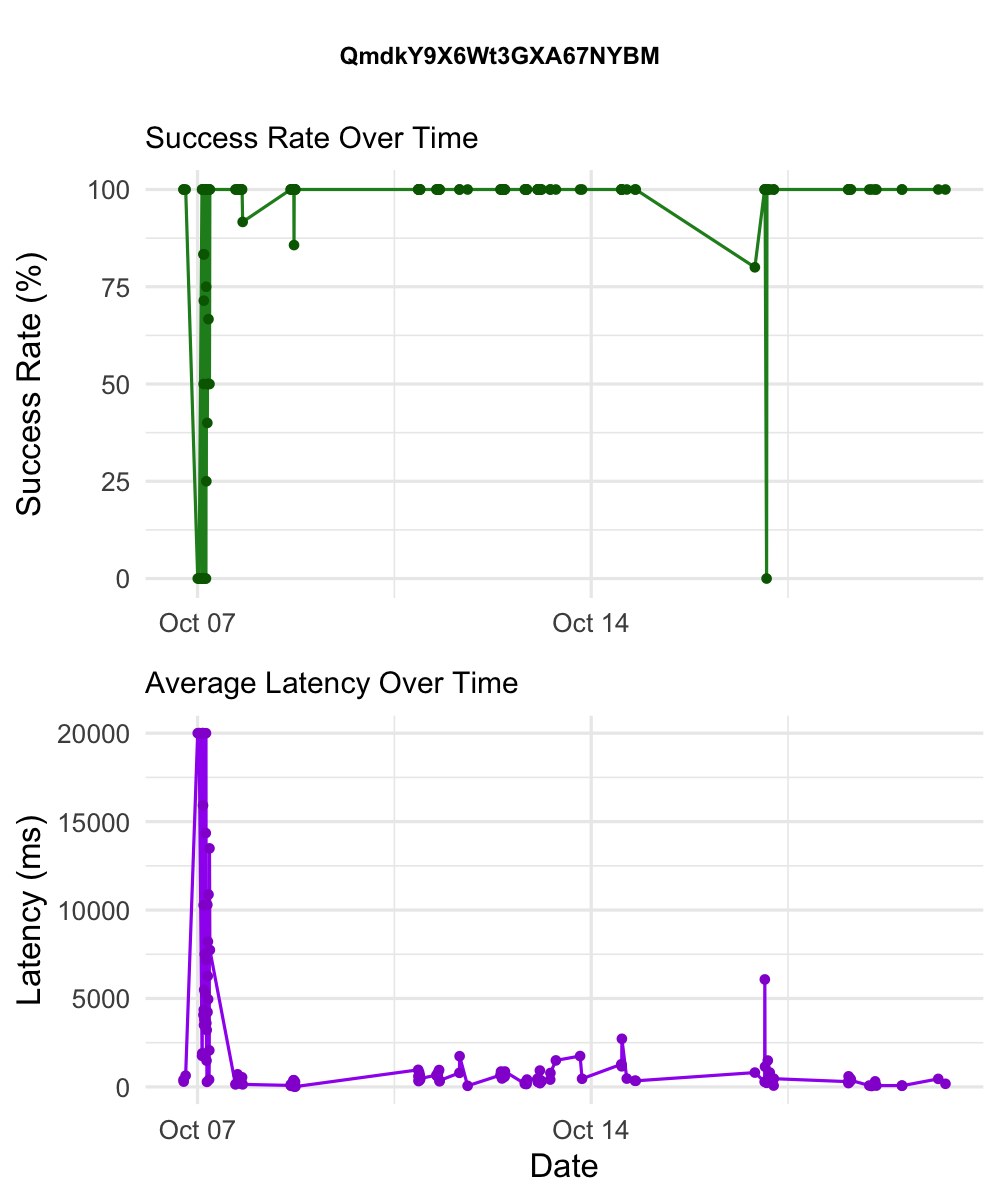 QmdkY9X6Wt3GXA67NYBM
Success Rate Over Time
Success Rate (%)
100
75
50
25
0
Oct 07 Oct 14
Average Latency Over Time
Latency (ms)
20000
15000
10000
5000
0
Oct 07 Oct 14
Date